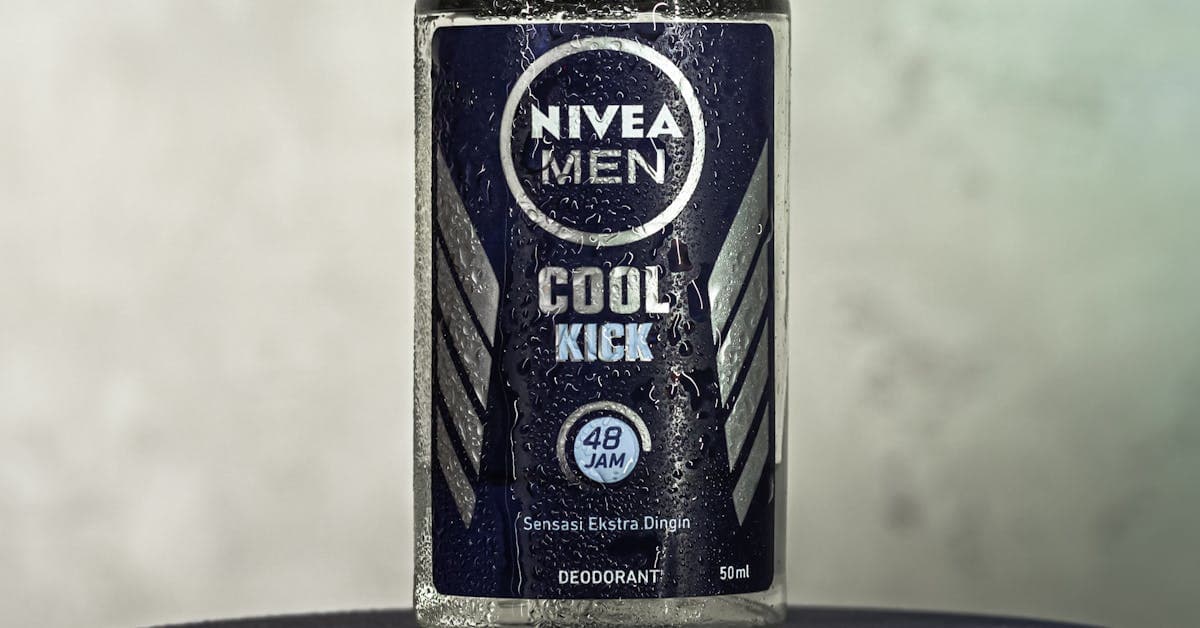 NIVEA
MEN
COOL
KICK
48
JAM
Sensasi Ekstra Dingin
DEODORANT
50ml